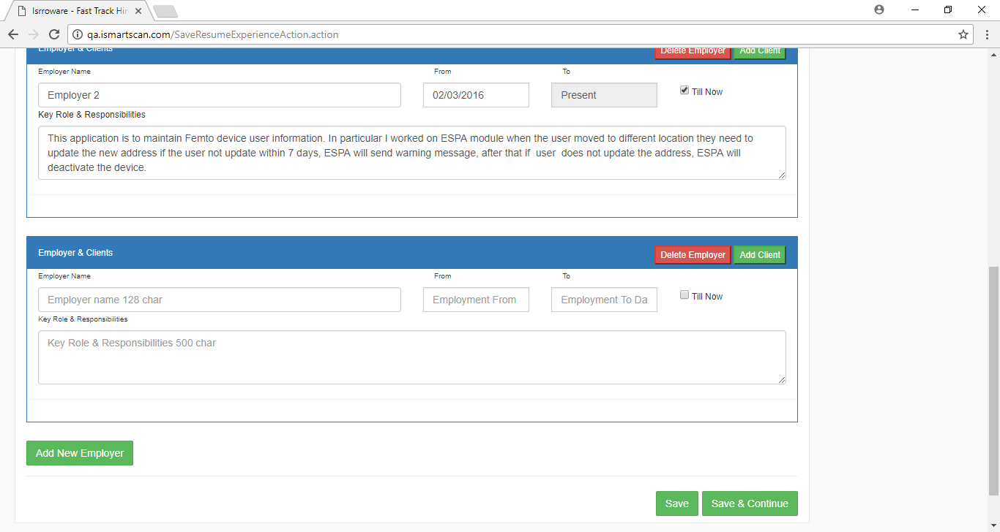 Isrroware - Fast Track Hir
qa.ismartscan.com/SaveResumeExperienceAction.action
Employer & Clients
Delete Employer
Add Client
Employer Name
From
To
Employer 2
02/03/2016
Present
Till Now
Key Role & Responsibilities
This application is to maintain Femto device user information. In particular I worked on ESPA module when the user moved to different location they need to
update the new address if the user not update within 7 days, ESPA will send warning message, after that if  user  does not update the address, ESPA will
deactivate the device.
Employer & Clients
Delete Employer
Add Client
Employer Name
From
To
Employer name 128 char
Employment From
Employment To Da
Till Now
Key Role & Responsibilities
Key Role & Responsibilities 500 char
Add New Employer
Save
Save & Continue